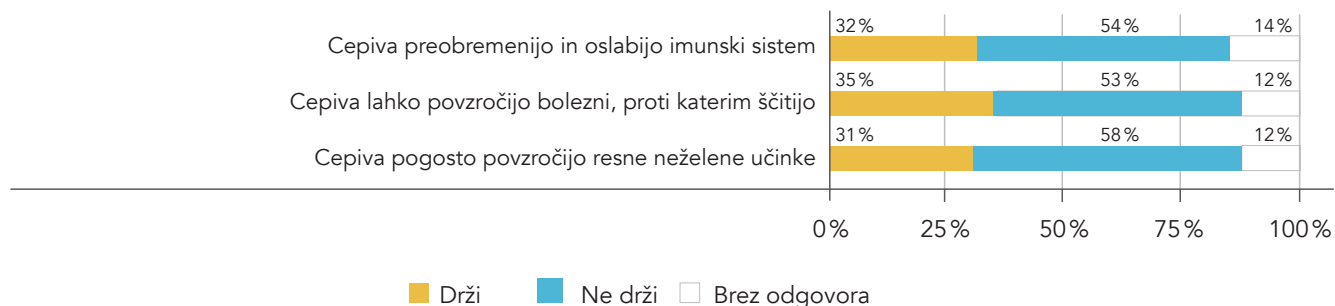 32 % 54 % 14 %
Cepiva preobremenijo in oslabijo imunski sistem
35 % 53 % 12 %
Cepiva lahko povzročijo bolezni, proti katerim ščitijo
31 % 58 % 12 %
Cepiva pogosto povzročijo resne neželene učinke
0 % 25 % 50 % 75 % 100 %
Drži Ne drži Brez odgovora